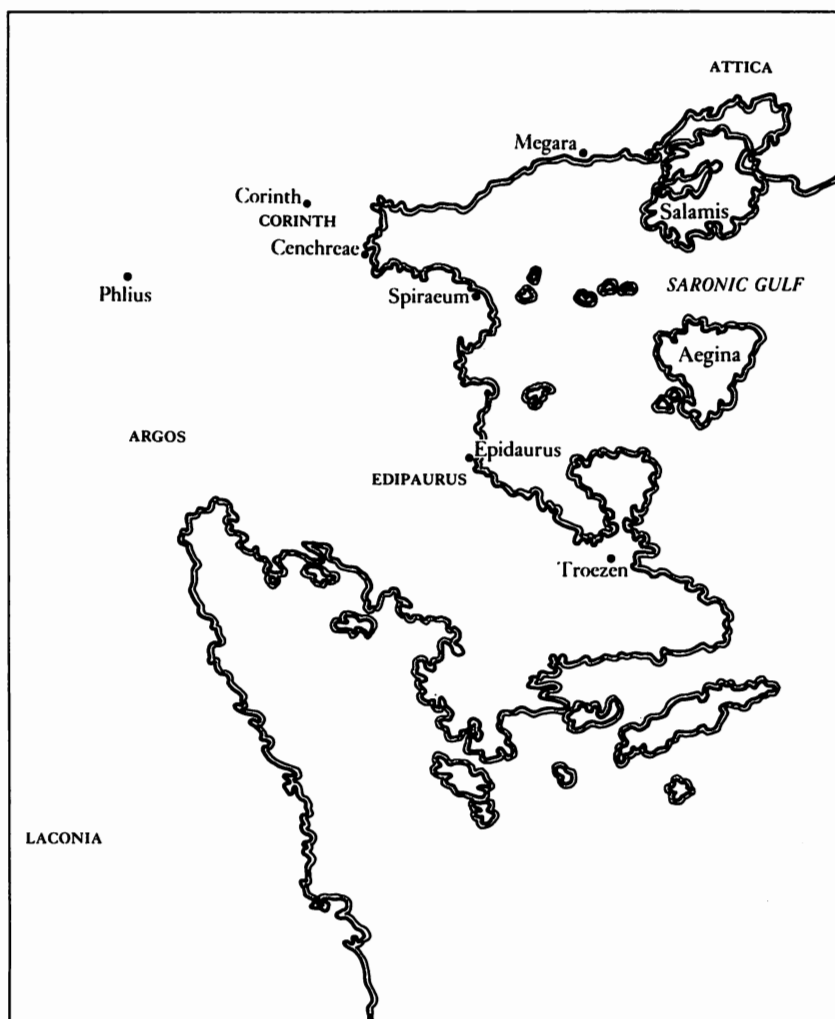 ATTICA
Megara
Corinth
CORINTH
Salamis
Cenchreae
Phlius
Spiraeum
SARONIC GULF
Aegina
ARGOS
Epidaurus
EDIPAURUS
Troezen
LACONIA